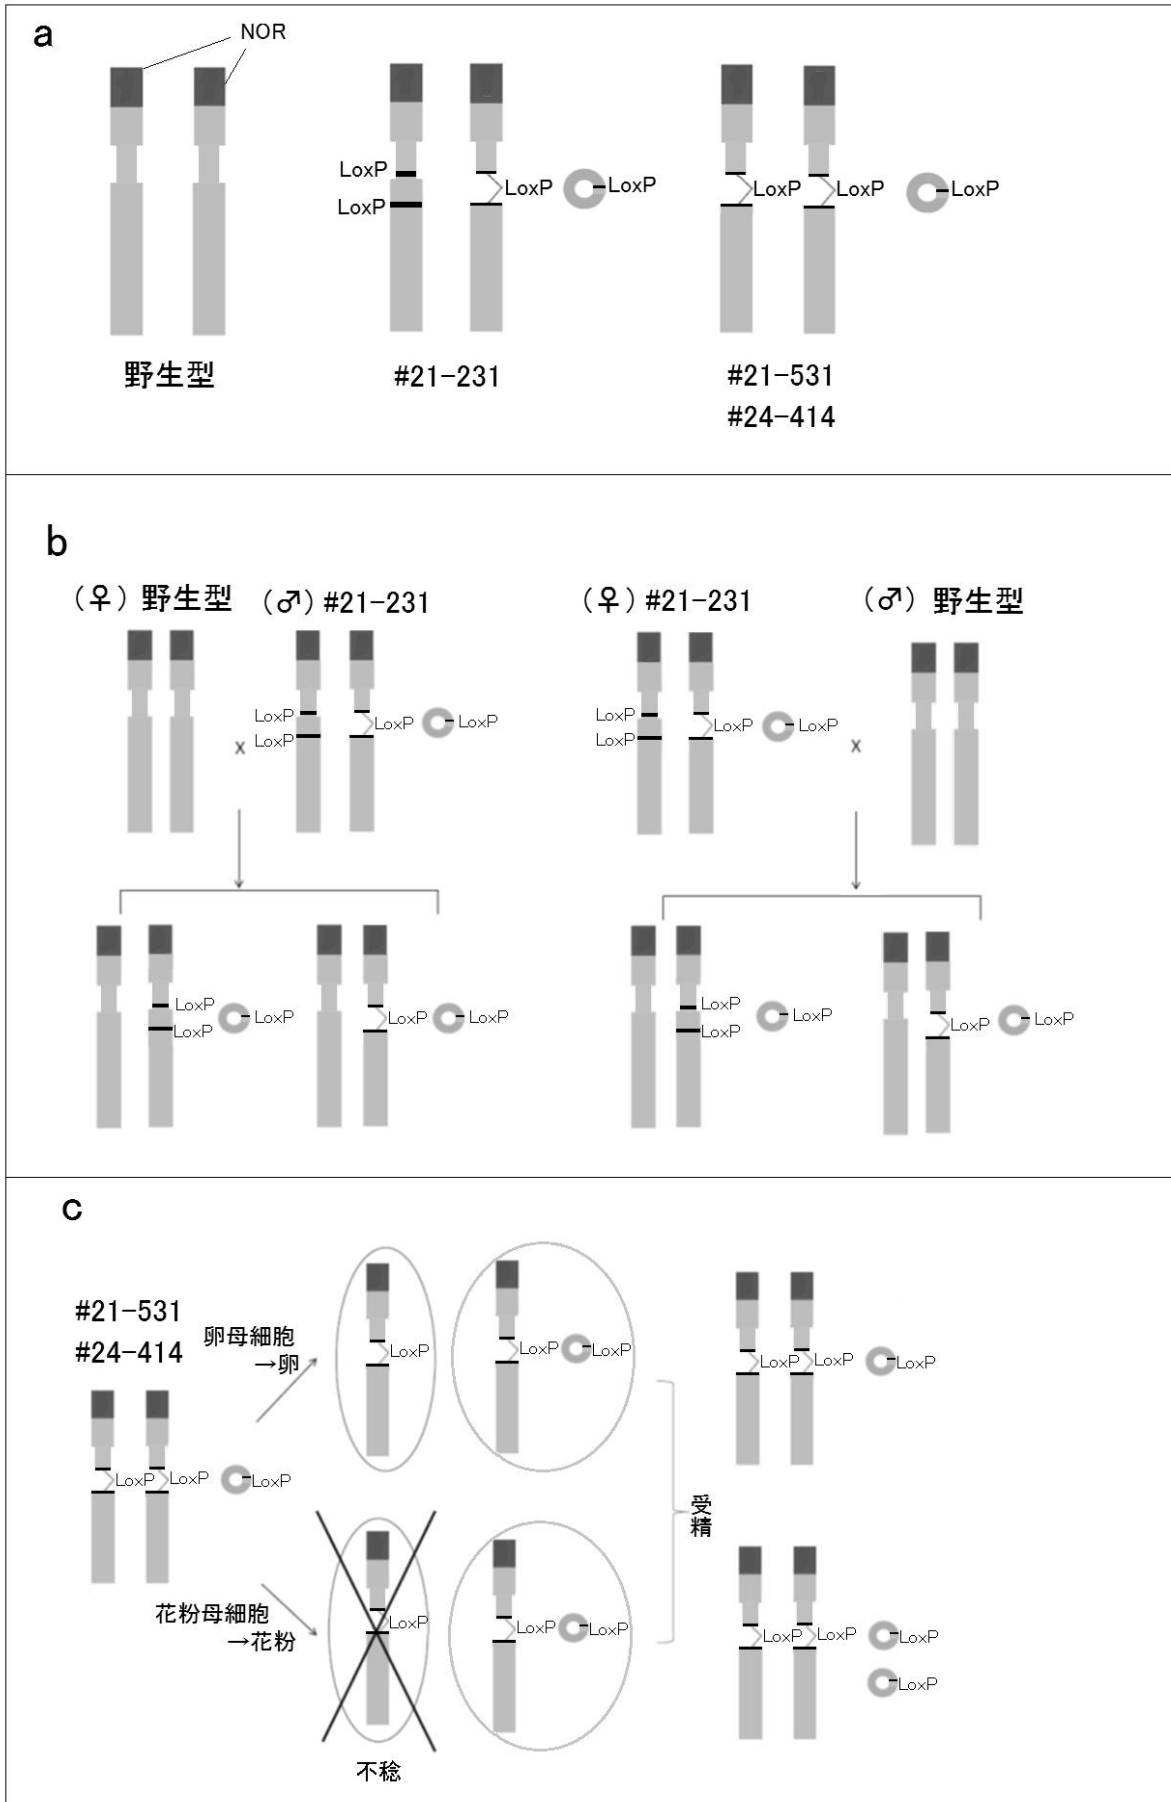 a
NOR
LoxP
LoxP
LoxP
LoxP
LoxP
LoxP
LoxP
野生型
#21-231
#21-531
#24-414
b
(♀) 野生型
(♂) #21-231
(♀) #21-231
(♂) 野生型
LoxP
LoxP
LoxP
LoxP
x
LoxP
LoxP
LoxP
LoxP
x
LoxP
LoxP
LoxP
LoxP
LoxP
LoxP
LoxP
LoxP
LoxP
LoxP
c
#21-531
#24-414
卵母細胞
→卵
LoxP
LoxP
LoxP
LoxP
LoxP
LoxP
LoxP
LoxP
LoxP
受
精
花粉母細胞
→花粉
LoxP
LoxP
LoxP
LoxP
LoxP
LoxP
LoxP
不稔